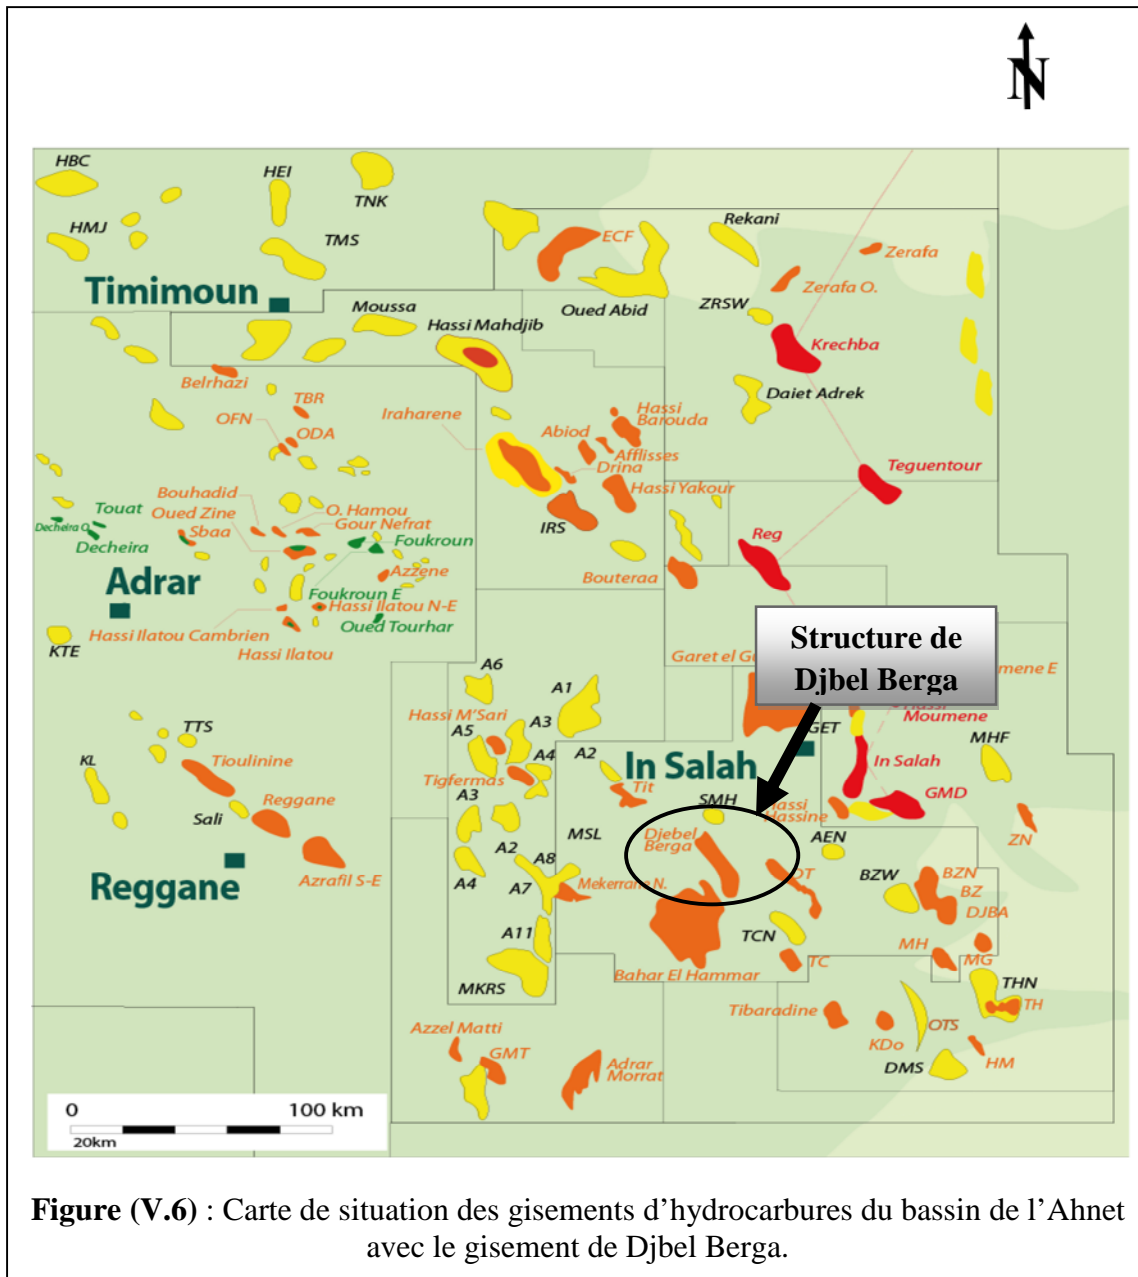 N
HBC
HEI
TNK
HMJ
TMS
ECF
Rekani
Zerafa
Zerafa O.
Timimoun
Moussa
Hassi Mahdjib
Oued Abid
ZRSW
Krechba
Belrhazi
TBR
OFN
ODA
Iraharene
Abiod
Hassi
Barouda
Afflisses
Drina
Daiet Adrek
Teguentour
Bouhadid
Oued Zine
Sbaa
O. Hamou
Gour Nefrat
Hassi Yakour
IRS
Touat
Decheira O.
Decheira
Foukroun
Azzene
Reg
Bouteraa
Adrar
Foukroun E
Hassi Ilatou N-E
Hassi Ilatou Cambrien
Oued Tourhar
Hassi Ilatou
KTE
Structure de
Djbel Berga
Garet el Gu
mene E
Moumene
A6
A1
Hassi M'Sari
A3
A5
A4
A2
GET
MHF
TTS
KL
Tioulinine
Tigfermas
In Salah
In Salah
Tit
GMD
Reggane
Sali
A3
SMH
Hassi
Hassine
ZN
MSL
Djebel
Berga
AEN
A2
A8
A4
A7
Mekerrane N.
OT
BZW
BZN
BZ
DJBA
Azrafil S-E
Reggane
A11
TCN
MH
MG
MKRS
Bahar El Hammar
TC
THN
TH
Tibaradine
OTS
KDo
HM
DMS
Azzel Matti
GMT
Adrar
Morrat
0 100 km
20km
Figure (V.6) : Carte de situation des gisements d’hydrocarbures du bassin de l’Ahnet
avec le gisement de Djbel Berga.